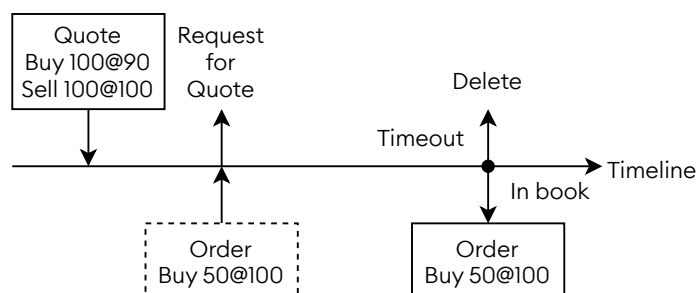 Quote
Buy 100@90
Sell 100@100
Request
for
Quote
Delete
Timeout
Timeline
In book
Order
Buy 50@100
Order
Buy 50@100